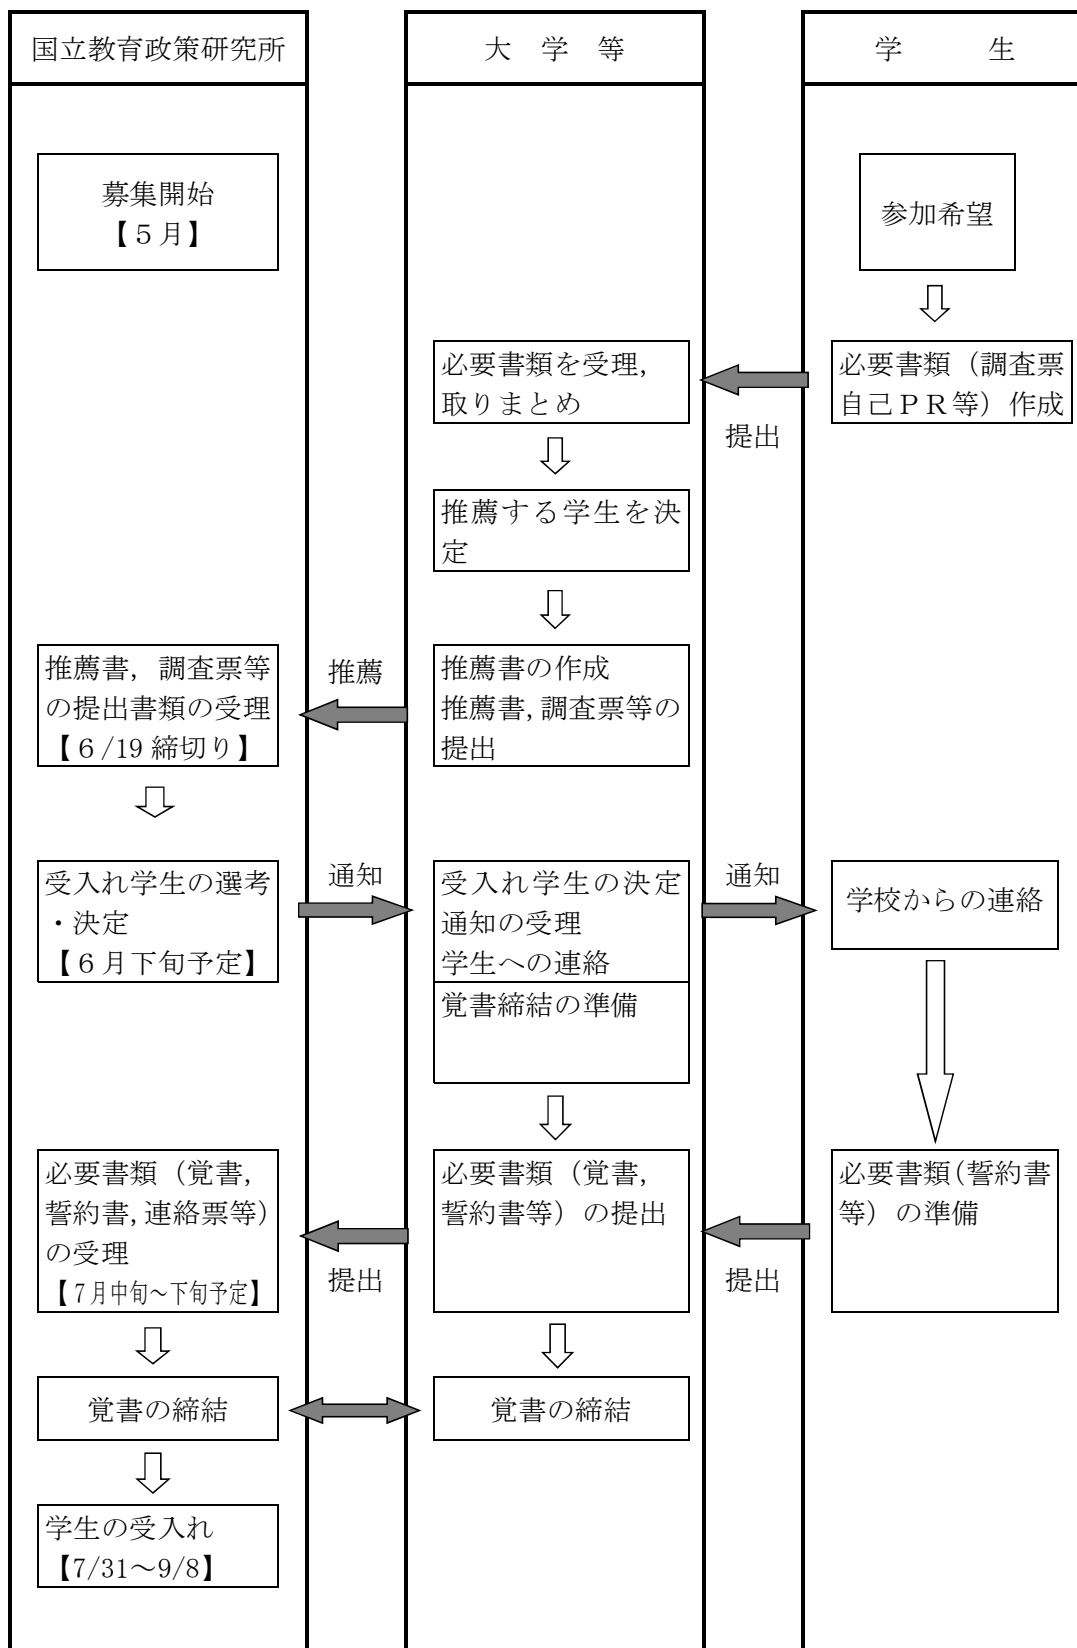 国立教育政策研究所
大　学　等
学　　　生
募集開始
【５月】
参加希望
必要書類を受理，
取りまとめ
提出
必要書類（調査票
自己ＰＲ等）作成
推薦する学生を決
定
推薦書，調査票等
の提出書類の受理
【６/19 締切り】
推薦
推薦書の作成
推薦書，調査票等の
提出
受入れ学生の選考
・決定
【６月下旬予定】
通知
受入れ学生の決定
通知の受理
学生への連絡
覚書締結の準備
通知
学校からの連絡
必要書類（覚書，
誓約書，連絡票等）
の受理
【７月中旬～下旬予定】
提出
必要書類（覚書，
誓約書等）の提出
提出
必要書類（誓約書
等）の準備
覚書の締結
覚書の締結
学生の受入れ
【7/31～9/8】